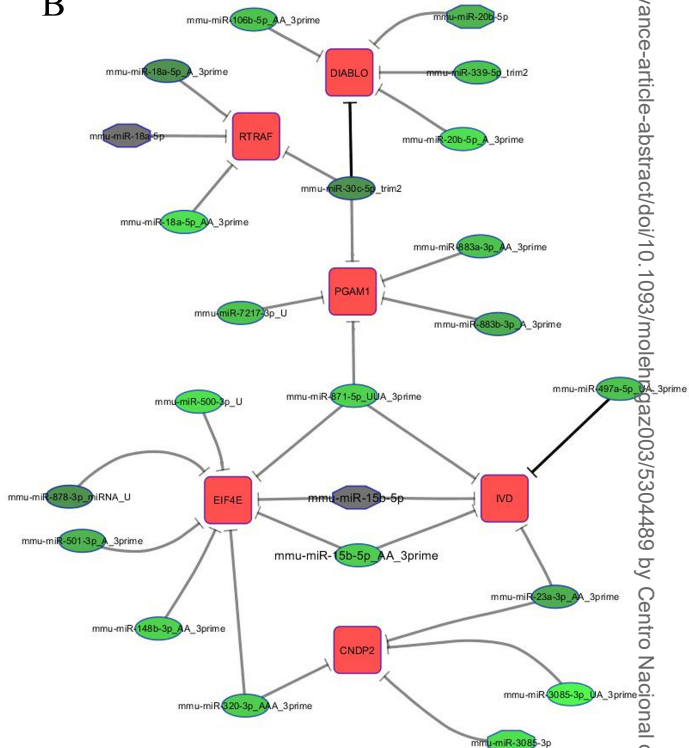 B
mmu-miR-106b-5p_AA_3prime
mmu-miR-20b-5p
mmu-miR-18a-5p_A_3prime
DIABLO
mmu-miR-339-5p_trim2
mmu-miR-18a-5p
RTRAF
mmu-miR-20b-5p_A_3prime
mmu-miR-30c-5p_trim2
mmu-miR-18a-5p_AA_3prime
mmu-miR-883a-3p_AA_3prime
PGAM1
mmu-miR-7217-3p_U
mmu-miR-883b-3p_A_3prime
mmu-miR-497a-5p_UA_3prime
mmu-miR-500-3p_U
mmu-miR-871-5p_UUA_3prime
mmu-miR-878-3p_miRNA_U
EIF4E
mmu-miR-15b-5p
IVD
mmu-miR-501-3p_A_3prime
mmu-miR-15b-5p_AA_3prime
mmu-miR-23a-3p_AA_3prime
mmu-miR-148b-3p_AA_3prime
CNDP2
mmu-miR-3085-3p_UA_3prime
mmu-miR-320-3p_AAA_3prime
mmu-miR-3085-3p
vance-article-abstract/doi/10.1093/molehr/gaz003/5304489 by Centro Nacional